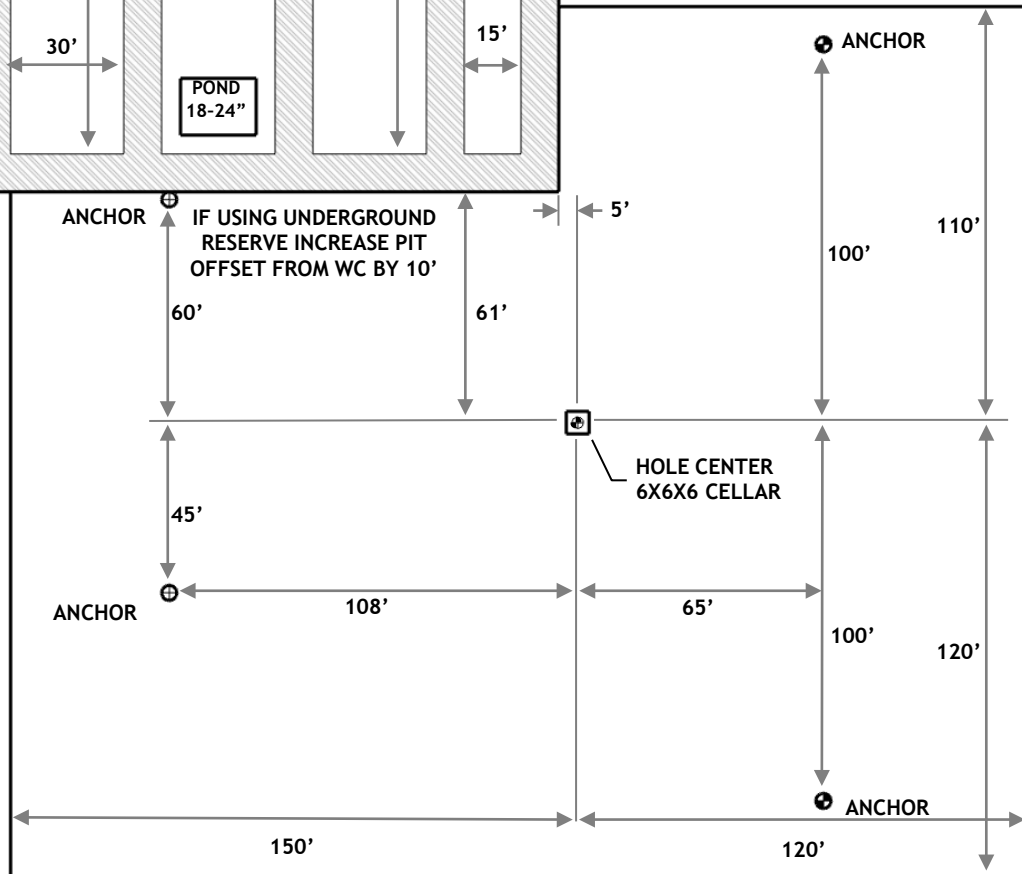 30’
15’
POND
18-24”
ANCHOR
ANCHOR
IF USING UNDERGROUND
RESERVE INCREASE PIT
OFFSET FROM WC BY 10’
5’
110’
100’
60’
61’
HOLE CENTER
6X6X6 CELLAR
45’
ANCHOR
108’
65’
100’
120’
ANCHOR
150’
120’